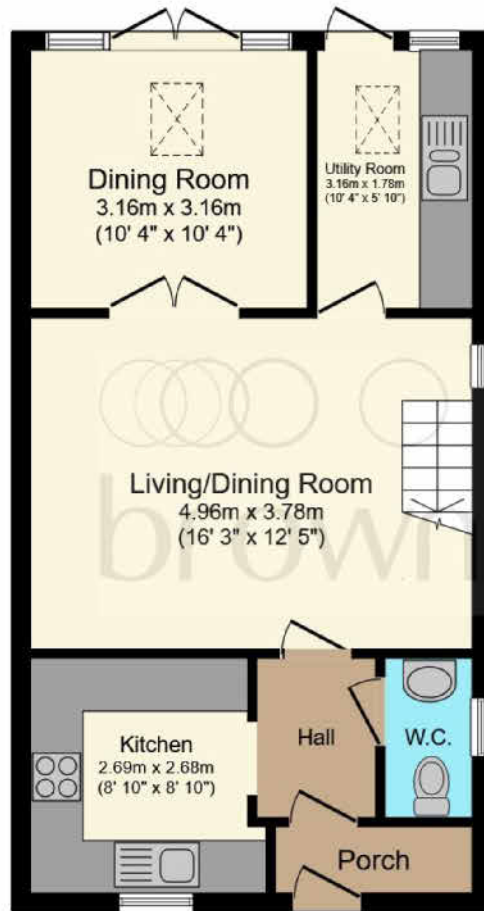 Dining Room
3.16m x 3.16m
(10' 4" x 10' 4")
Utility Room
3.16m x 1.78m
(10' 4" x 5' 10")
Living/Dining Room
4.96m x 3.78m
(16' 3" x 12' 5")
brown
Kitchen
2.69m x 2.68m
(8' 10" x 8' 10")
Hall
W.C.
Porch